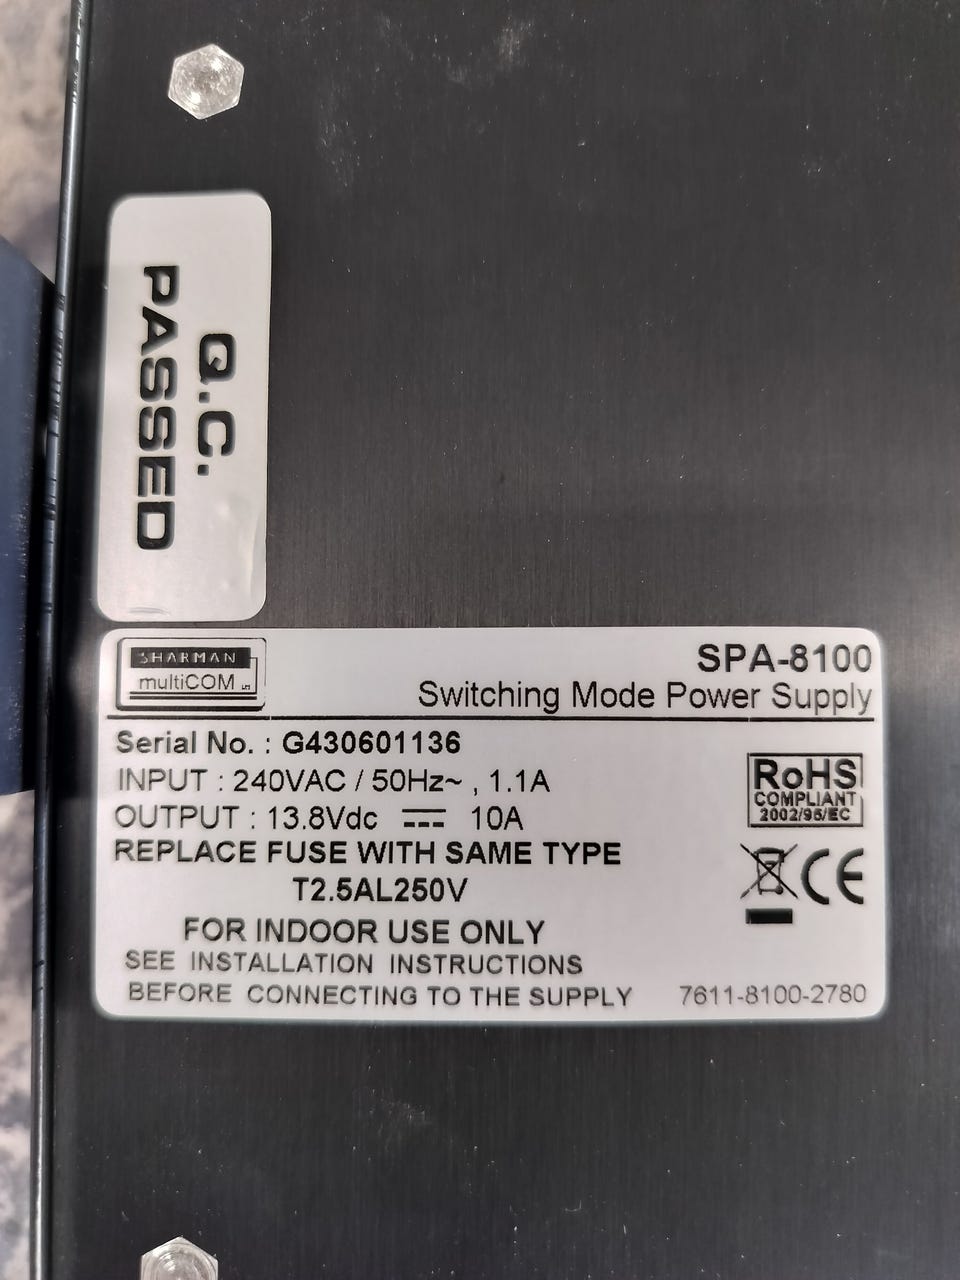 Q.C.
PASSED
SHARMAN
multiCOM
SPA-8100
Switching Mode Power Supply
Serial No. : G430601136
INPUT : 240VAC / 50Hz~ , 1.1A
OUTPUT : 13.8Vdc 10A
REPLACE FUSE WITH SAME TYPE
T2.5AL250V
FOR INDOOR USE ONLY
SEE INSTALLATION INSTRUCTIONS
BEFORE CONNECTING TO THE SUPPLY
RoHS
COMPLIANT
2002/95/EC
CE
7611-8100-2780